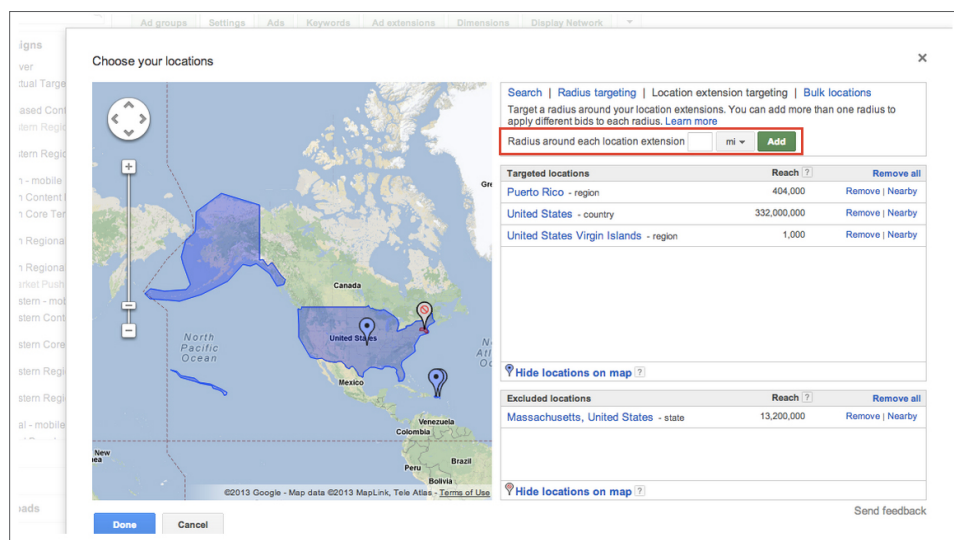 Ad groups Settings Ads Keywords Ad extensions Dimensions Display Network
Choose your locations
Search | Radius targeting | Location extension targeting | Bulk locations
Target a radius around your location extensions. You can add more than one radius to
apply different bids to each radius. Learn more
Radius around each location extension mi Add
Targeted locations Reach ? Remove all
Puerto Rico - region 404,000 Remove | Nearby
United States - country 332,000,000 Remove | Nearby
United States Virgin Islands - region 1,000 Remove | Nearby
Hide locations on map ?
Excluded locations Reach ? Remove all
Massachusetts, United States - state 13,200,000 Remove | Nearby
Hide locations on map ?
Send feedback
Canada
North
Pacific
Ocean
United States
Mexico
Venezuela
Colombia
Brazil
Peru
Bolivia
New
©2013 Google - Map data ©2013 MapLink, Tele Atlas - Terms of Use
Done Cancel